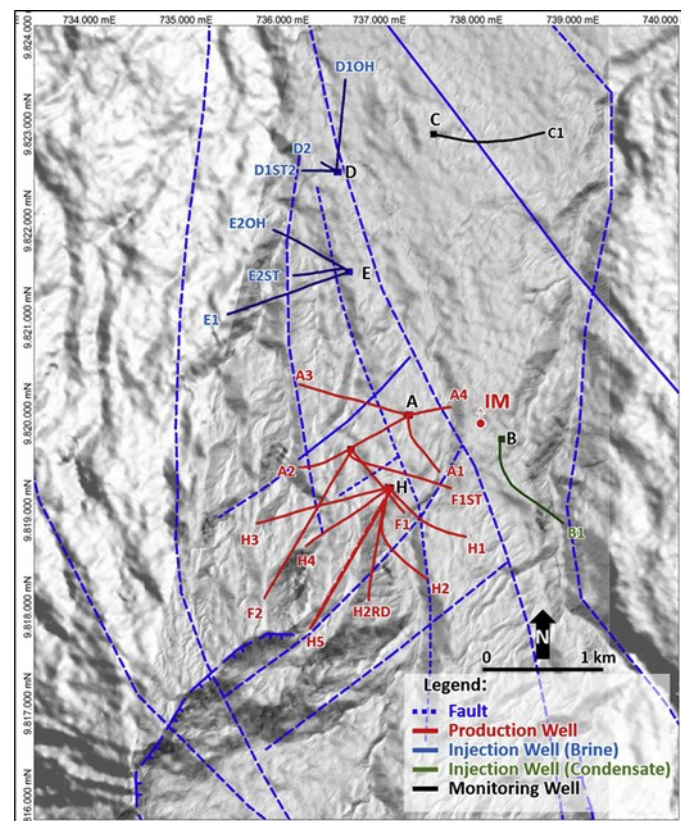 735.000 mE
736.000 mE
737.000 mE
738.000 mE
739.000 mE
740.000
9.824.000 mN
9.823.000 mN
9.822.000 mN
9.821.000 mN
9.820.000 mN
9.819.000 mN
9.818.000 mN
9.817.000 mN
816.000 mN
D1OH
C
C1
D2
D1ST2
D
E2OH
E2ST
E
E1
A3
A
A4
IM
B
A2
A1
F1ST
H
F1
H3
H4
H1
B1
F2
H2
H2RD
H5
N
0
1 km
Legend:
Fault
Production Well
Injection Well (Brine)
Injection Well (Condensate)
Monitoring Well